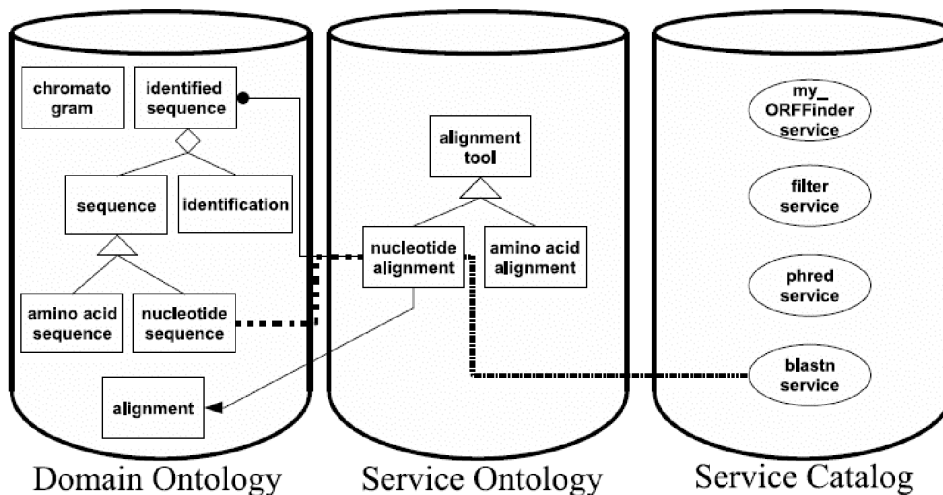 chromato
gram
identified
sequence
sequence
identification
amino acid
sequence
nucleotide
sequence
alignment
Domain Ontology
alignment
tool
nucleotide
alignment
amino acid
alignment
Service Ontology
my_
ORFFinder
service
filter
service
phred
service
blastn
service
Service Catalog